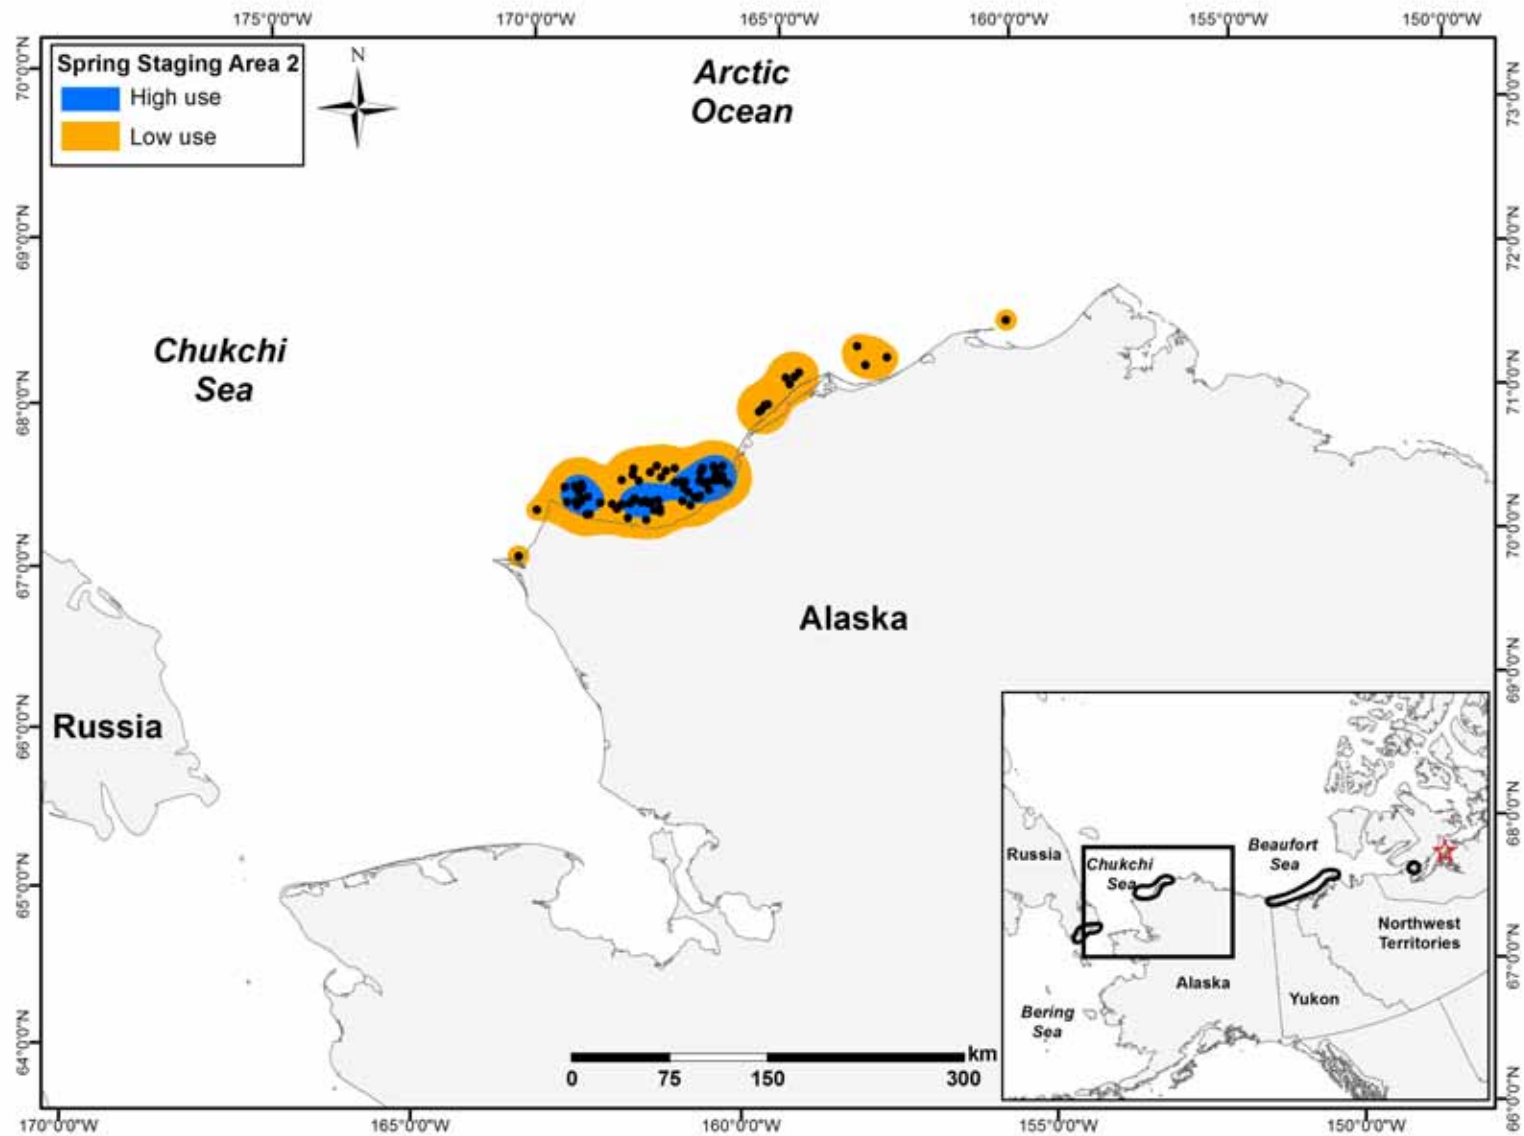 175°0'0"W 170°0'0"W 165°0'0"W 160°0'0"W 155°0'0"W 150°0'0"W
Spring Staging Area 2
High use
Low use
N
Arctic
Ocean
Chukchi
Sea
Alaska
Russia
70°0'0"N
69°0'0"N
68°0'0"N
67°0'0"N
66°0'0"N
65°0'0"N
64°0'0"N
73°0'0"N
72°0'0"N
71°0'0"N
70°0'0"N
69°0'0"N
68°0'0"N
67°0'0"N
66°0'0"N
Russia
Chukchi
Sea
Beaufort
Sea
Northwest
Territories
Alaska
Yukon
Bering
Sea
km
0 75 150 300
170°0'0"W 165°0'0"W 160°0'0"W 155°0'0"W 150°0'0"W